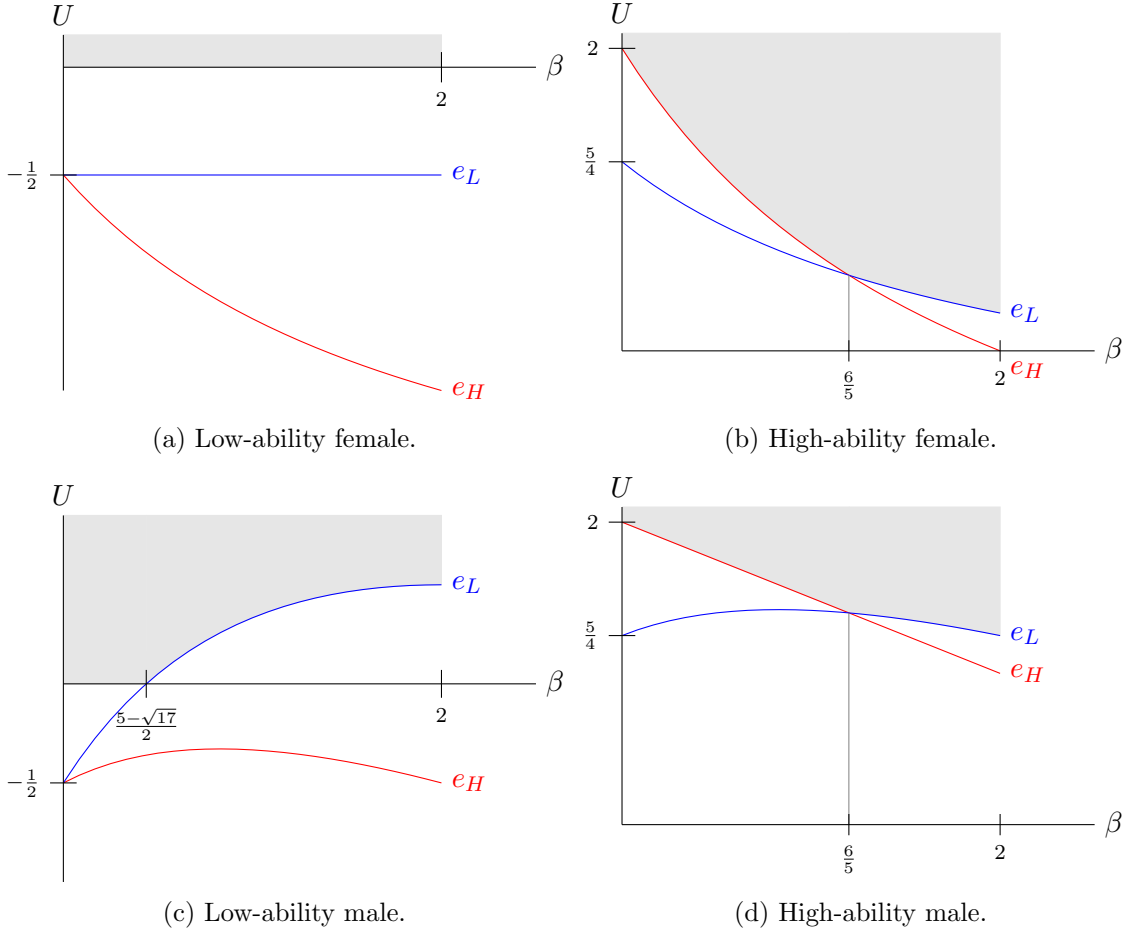 U
β
2
−1/2
e_L
e_H
(a) Low-ability female.
U
2
5/4
e_L
β
e_H
6/5
2
(b) High-ability female.
U
e_L
β
5−√17/2
2
−1/2
e_H
(c) Low-ability male.
U
2
5/4
e_L
e_H
β
6/5
2
(d) High-ability male.